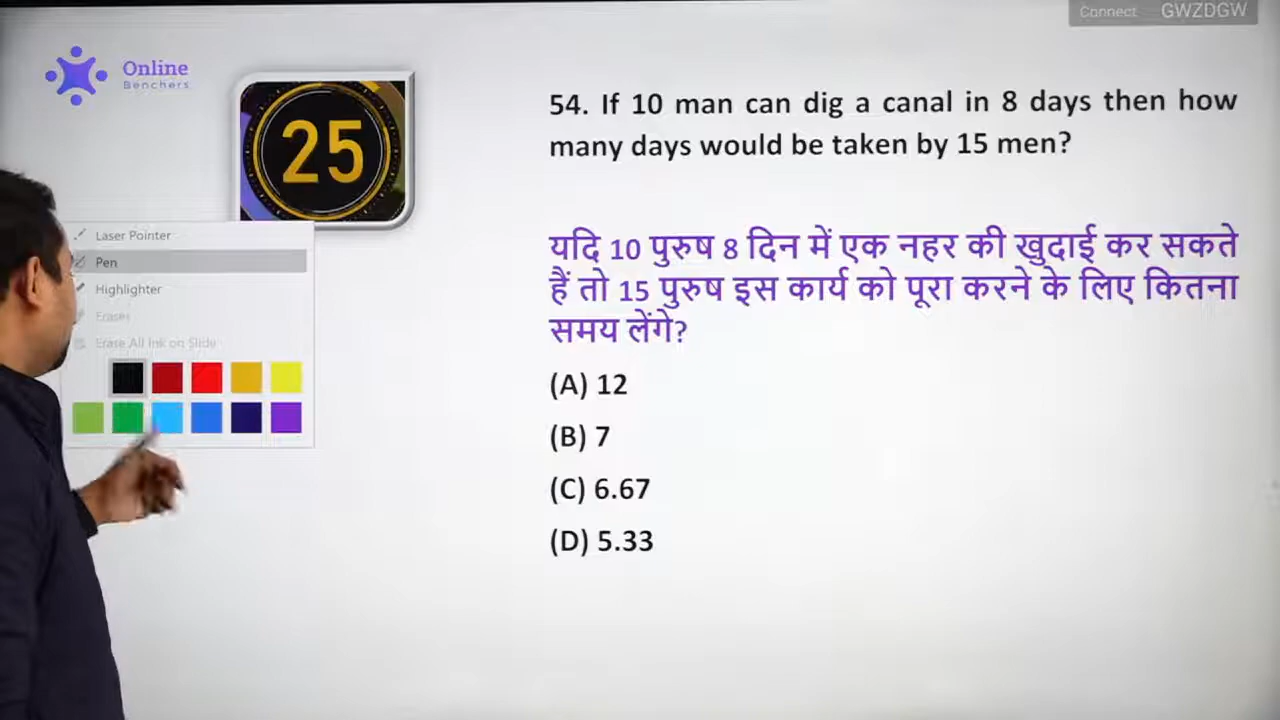 Connect GWZDGW
Online
Benchers
25
54. If 10 man can dig a canal in 8 days then how
many days would be taken by 15 men?
Laser Pointer
Pen
Highlighter
Eraser
Erase All Ink on Slide
यदि 10 पुरुष 8 दिन में एक नहर की खुदाई कर सकते
हैं तो 15 पुरुष इस कार्य को पूरा करने के लिए कितना
समय लेंगे?
(A) 12
(B) 7
(C) 6.67
(D) 5.33